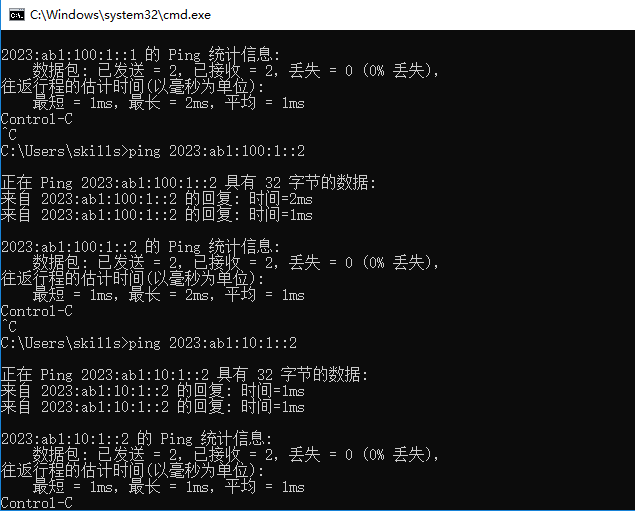 C:\Windows\system32\cmd.exe
2023:ab1:100:1::1 的 Ping 统计信息:
    数据包: 已发送 = 2，已接收 = 2，丢失 = 0 (0% 丢失)，
往返行程的估计时间(以毫秒为单位):
    最短 = 1ms，最长 = 2ms，平均 = 1ms
Control-C
^C
C:\Users\skills>ping 2023:ab1:100:1::2
正在 Ping 2023:ab1:100:1::2 具有 32 字节的数据:
来自 2023:ab1:100:1::2 的回复: 时间=2ms
来自 2023:ab1:100:1::2 的回复: 时间=1ms
2023:ab1:100:1::2 的 Ping 统计信息:
    数据包: 已发送 = 2，已接收 = 2，丢失 = 0 (0% 丢失)，
往返行程的估计时间(以毫秒为单位):
    最短 = 1ms，最长 = 2ms，平均 = 1ms
Control-C
^C
C:\Users\skills>ping 2023:ab1:10:1::2
正在 Ping 2023:ab1:10:1::2 具有 32 字节的数据:
来自 2023:ab1:10:1::2 的回复: 时间=1ms
来自 2023:ab1:10:1::2 的回复: 时间=1ms
2023:ab1:10:1::2 的 Ping 统计信息:
    数据包: 已发送 = 2，已接收 = 2，丢失 = 0 (0% 丢失)，
往返行程的估计时间(以毫秒为单位):
    最短 = 1ms，最长 = 1ms，平均 = 1ms
Control-C